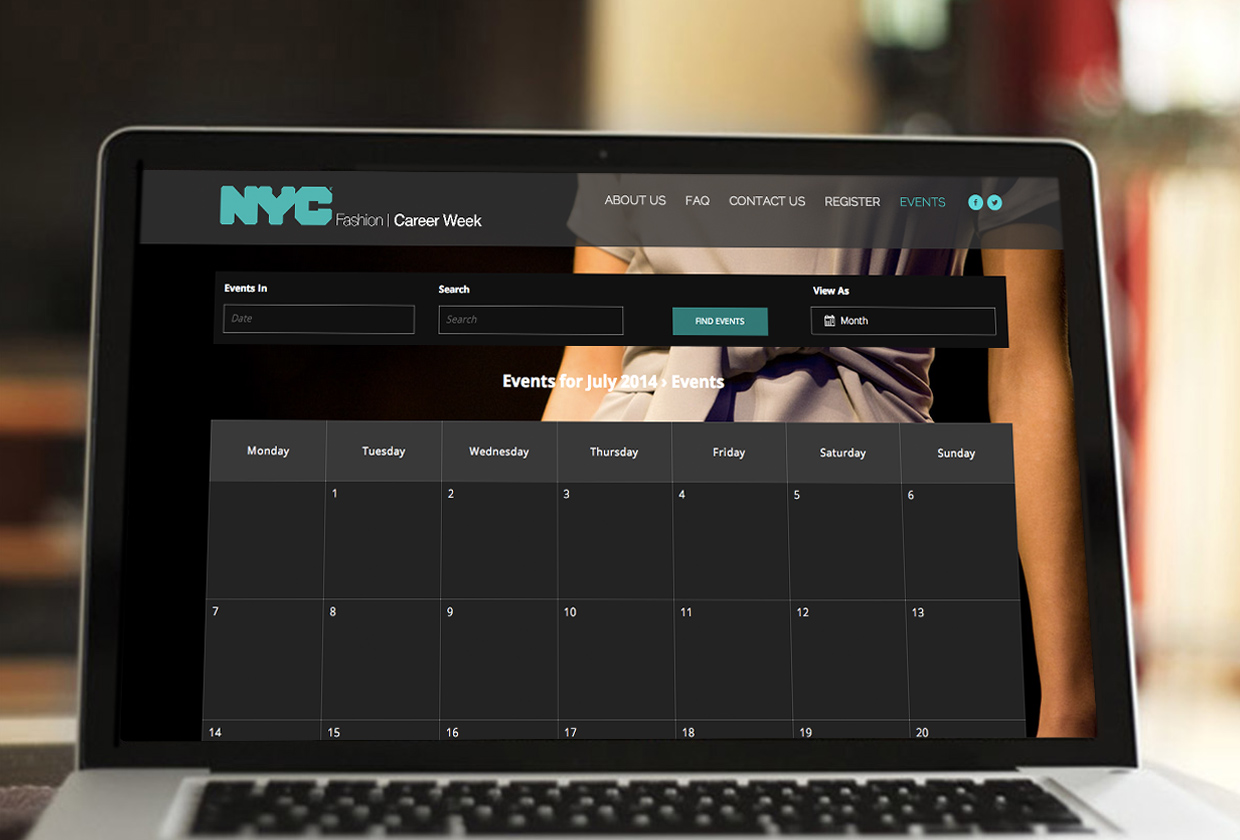 NYC Fashion | Career Week
ABOUT US FAQ CONTACT US REGISTER EVENTS
Events In Search View As
Date Search FIND EVENTS Month
Events for July 2014 › Events
Monday Tuesday Wednesday Thursday Friday Saturday Sunday
1 2 3 4 5 6
7 8 9 10 11 12 13
14 15 16 17 18 19 20